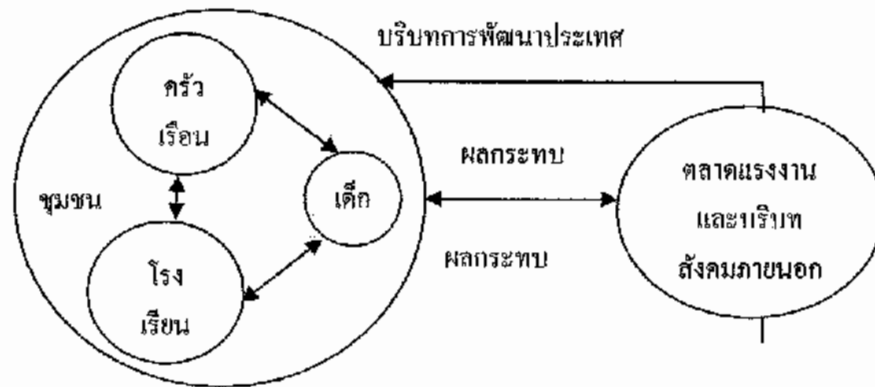 บริบทการพัฒนาประเทศ
ครัว
เรือน
ผลกระทบ
ตลาดแรงงาน
ชุมชน
เด็ก
และบริบท
ผลกระทบ
สังคมภายนอก
โรง
เรียน